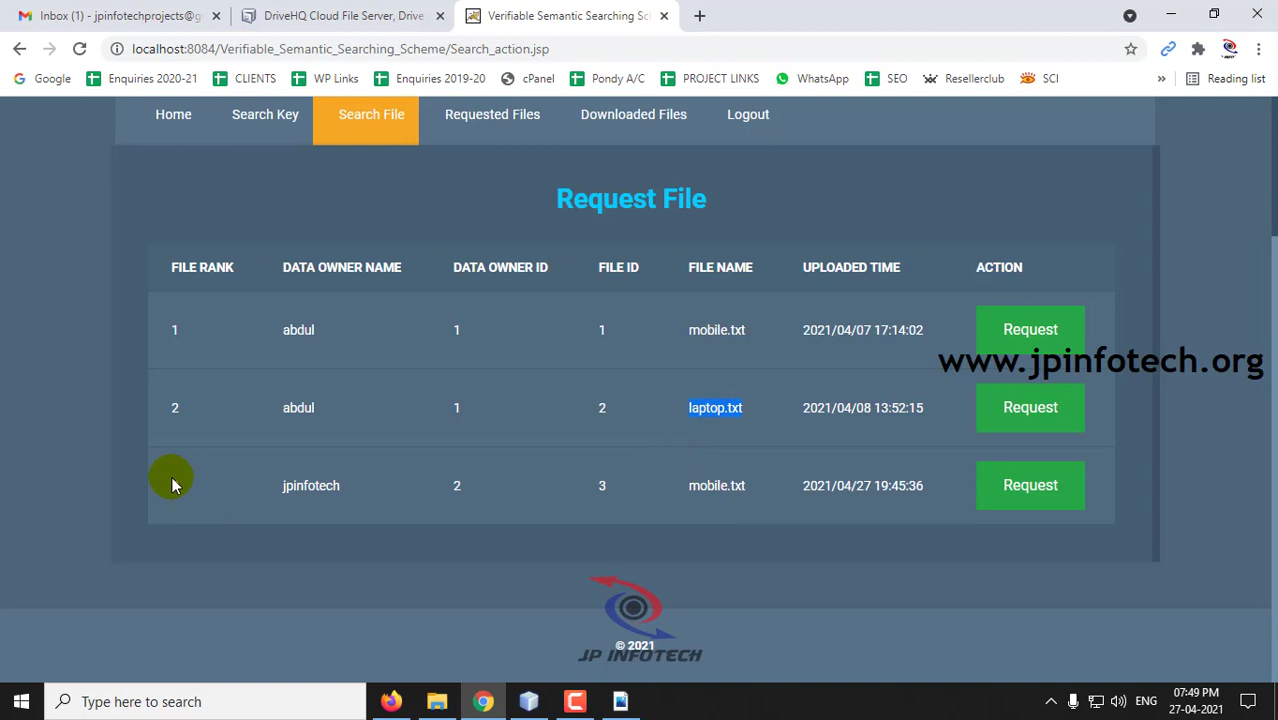 Inbox (1) - jpinfotechprojects@g
DriveHQ Cloud File Server, Drive
Verifiable Semantic Searching Sc
localhost:8084/Verifiable_Semantic_Searching_Scheme/Search_action.jsp
Google Enquiries 2020-21 CLIENTS WP Links Enquiries 2019-20 cPanel Pondy A/C PROJECT LINKS WhatsApp SEO Resellerclub SCI » Reading list
Home Search Key Search File Requested Files Downloaded Files Logout
Request File
FILE RANK DATA OWNER NAME DATA OWNER ID FILE ID FILE NAME UPLOADED TIME ACTION
1 abdul 1 1 mobile.txt 2021/04/07 17:14:02 Request
www.jpinfotech.org
2 abdul 1 2 laptop.txt 2021/04/08 13:52:15 Request
jpinfotech 2 3 mobile.txt 2021/04/27 19:45:36 Request
© 2021
JP INFOTECH
Type here to search
ENG
07:49 PM
27-04-2021